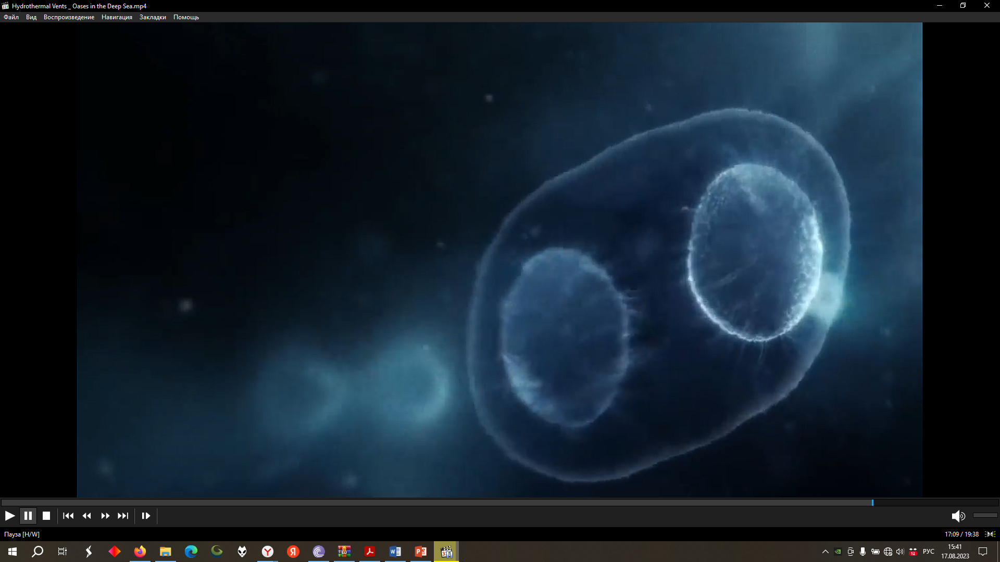 Hydrothermal Vents _ Oases in the Deep Sea.mp4
Файл Вид Воспроизведение Навигация Закладки Помощь
Пауза [H/W]
17:09 / 19:38
РУС
15:41
17.08.2023
12